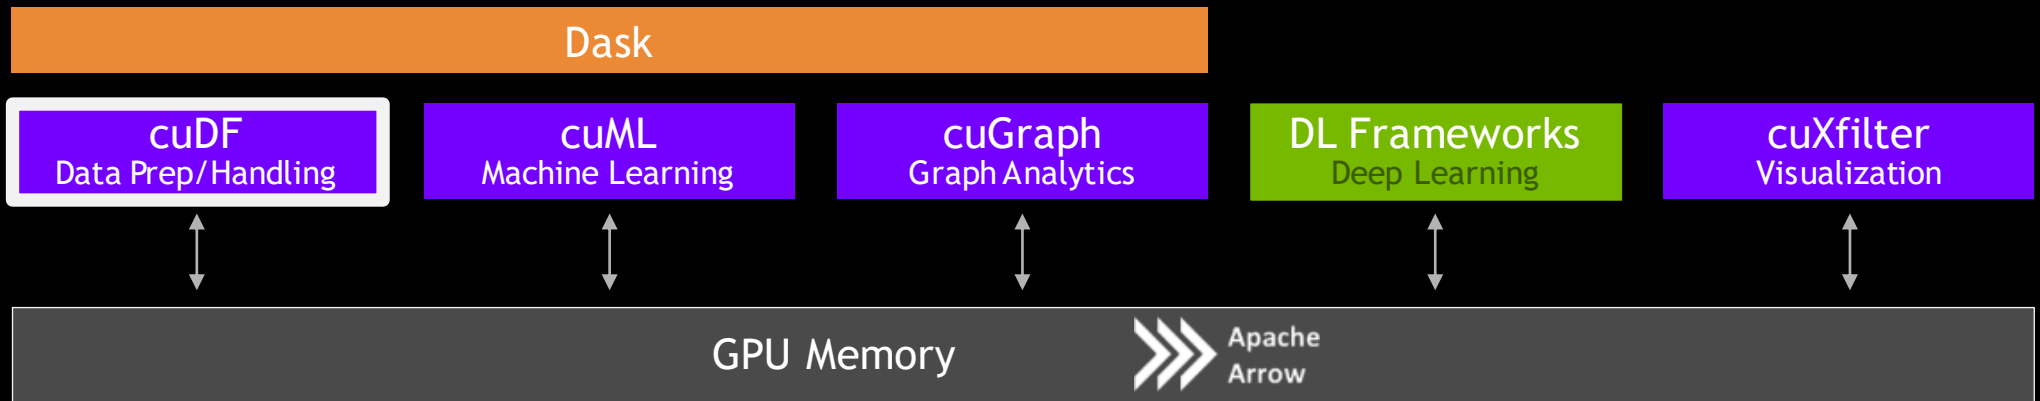 Dask
cuDF
Data Prep/Handling
cuML
Machine Learning
cuGraph
Graph Analytics
DL Frameworks
Deep Learning
cuXfilter
Visualization
GPU Memory
Apache
Arrow